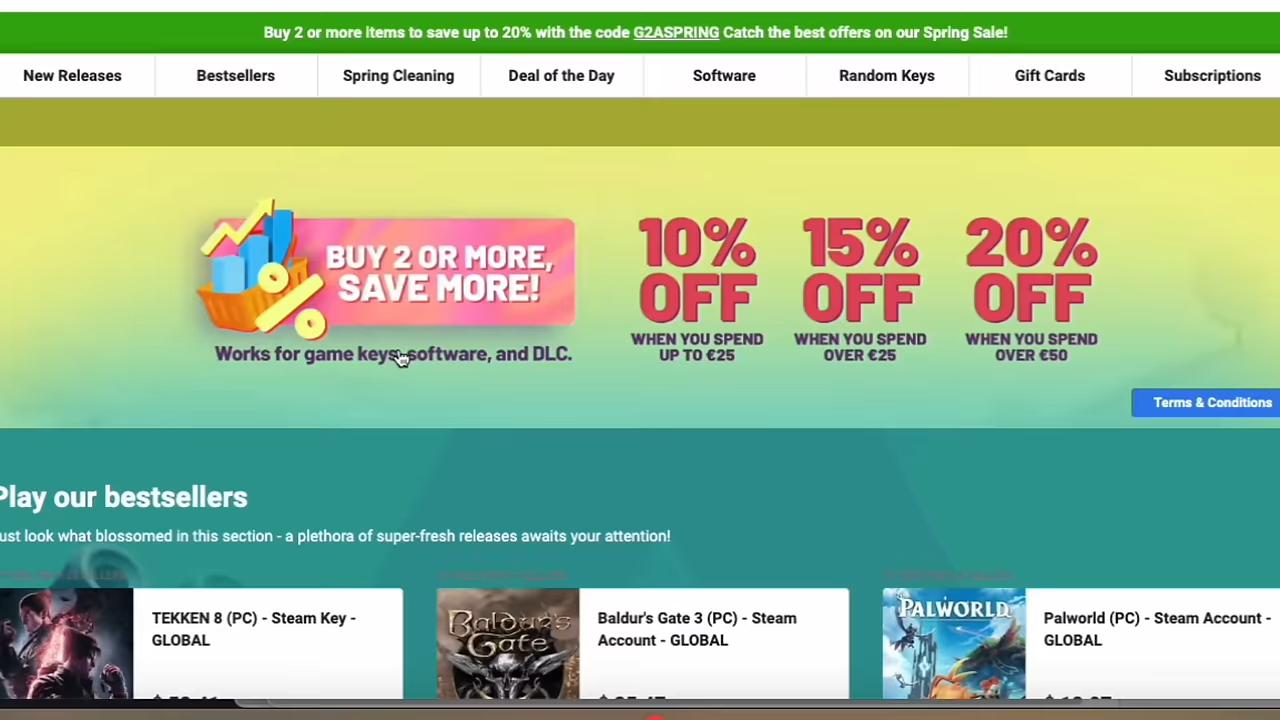 Buy 2 or more items to save up to 20% with the code G2ASPRING Catch the best offers on our Spring Sale!
New Releases
Bestsellers
Spring Cleaning
Deal of the Day
Software
Random Keys
Gift Cards
Subscriptions
BUY 2 OR MORE,
SAVE MORE!
Works for game keys, software, and DLC.
10%
OFF
WHEN YOU SPEND
UP TO €25
15%
OFF
WHEN YOU SPEND
OVER €25
20%
OFF
WHEN YOU SPEND
OVER €50
Terms & Conditions
Play our bestsellers
ust look what blossomed in this section - a plethora of super-fresh releases awaits your attention!
TEKKEN 8 (PC) - Steam Key -
GLOBAL
Baldur's
Gate
Baldur's Gate 3 (PC) - Steam
Account - GLOBAL
PALWORLD
Palworld (PC) - Steam Account -
GLOBAL